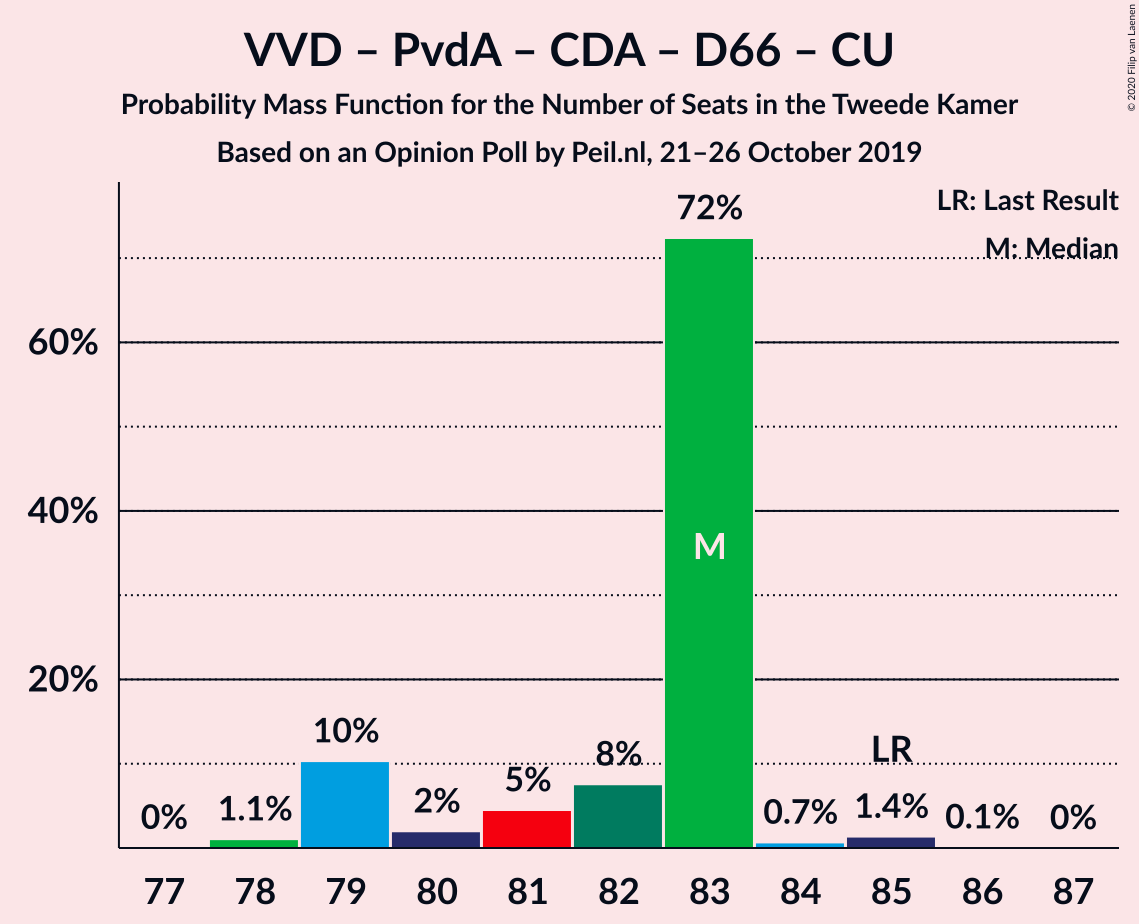 VVD – PvdA – CDA – D66 – CU
Probability Mass Function for the Number of Seats in the Tweede Kamer
Based on an Opinion Poll by Peil.nl, 21–26 October 2019
© 2020 Filip van Laenen
LR: Last Result
M: Median
60%
40%
20%
0%
1.1%
10%
2%
5%
8%
72%
M
0.7%
LR
1.4%
0.1%
0%
77 78 79 80 81 82 83 84 85 86 87